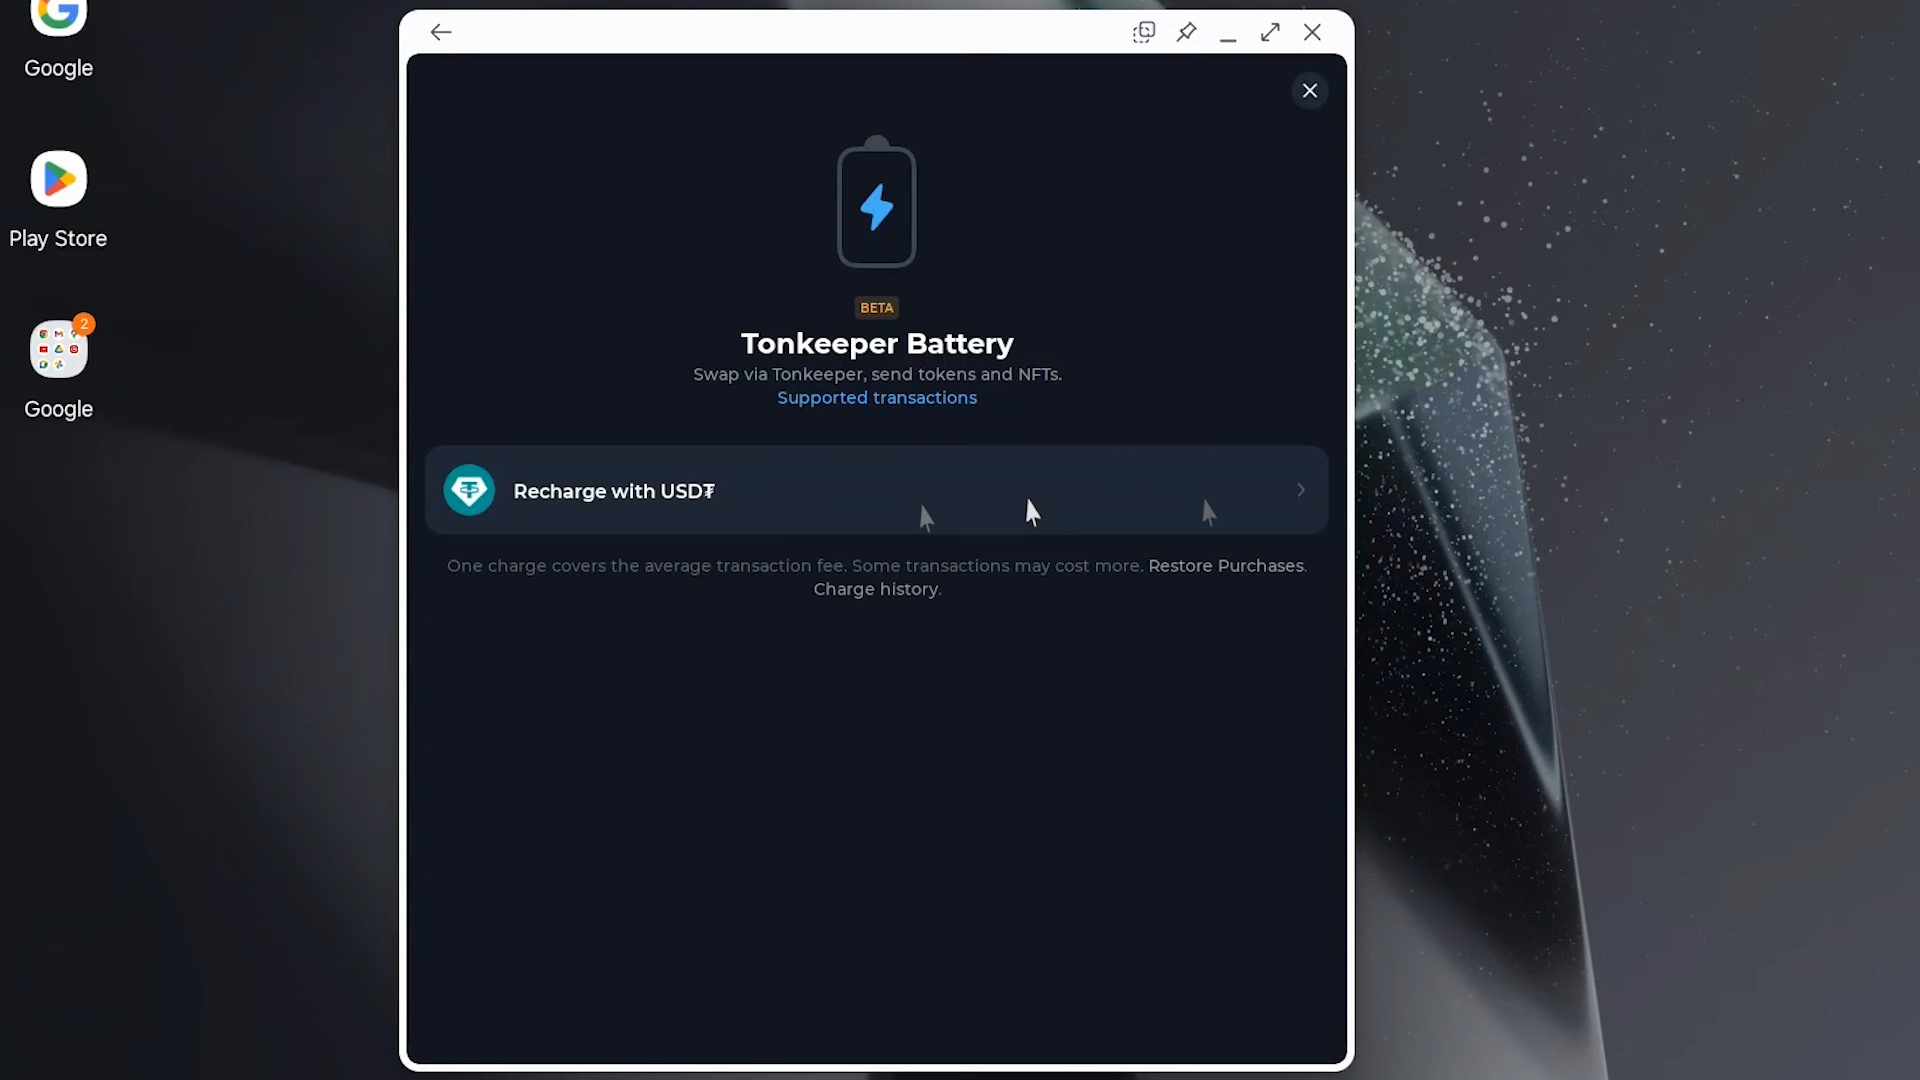 Google
Play Store
2
Google
BETA
Tonkeeper Battery
Swap via Tonkeeper, send tokens and NFTs.
Supported transactions
Recharge with USD₮
One charge covers the average transaction fee. Some transactions may cost more. Restore Purchases.
Charge history.